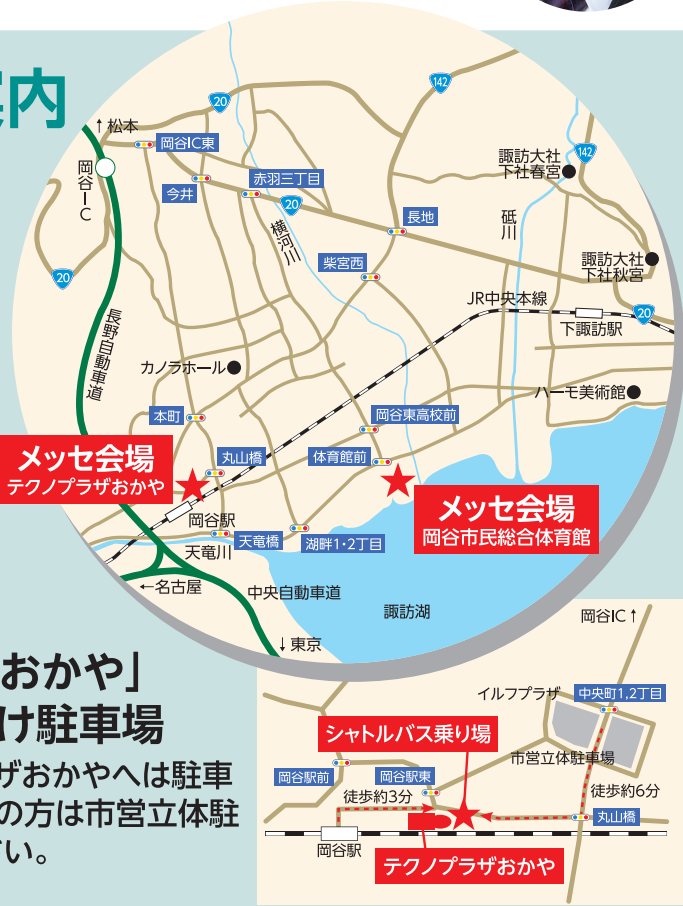 案内
142
20
↑松本
岡谷IC東
岡谷IC
今井
赤羽三丁目
20
142
諏訪大社
下社春宮
横河川
長地
砥川
柴宮西
諏訪大社
下社秋宮
20
JR中央本線
20
下諏訪駅
長野自動車道
カノラホール
ハーモ美術館
本町
岡谷東高校前
丸山橋
体育館前
メッセ会場
テクノプラザおかや
メッセ会場
岡谷市民総合体育館
岡谷駅
天竜橋
湖畔1・2丁目
天竜川
←名古屋
中央自動車道
諏訪湖
↓東京
おかや」
け駐車場
ザおかやへは駐車
の方は市営立体駐
さい。
岡谷IC↑
イルフプラザ
中央町1,2丁目
シャトルバス乗り場
市営立体駐車場
岡谷駅前
岡谷駅東
徒歩約3分
徒歩約6分
丸山橋
岡谷駅
テクノプラザおかや